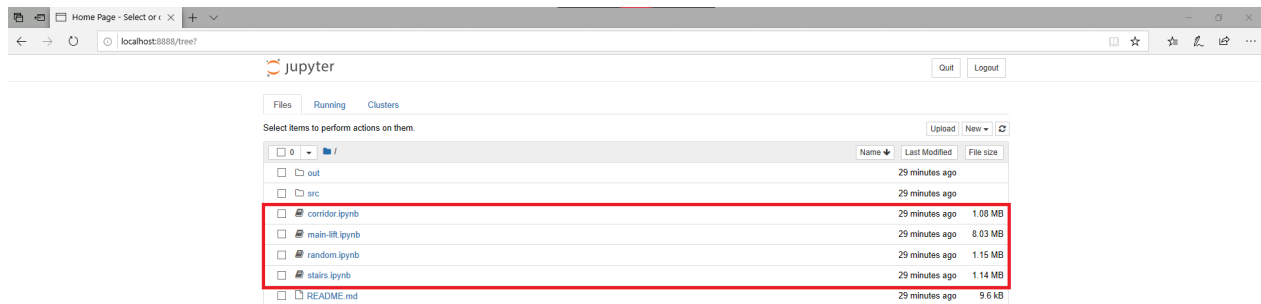 Home Page - Select or c
localhost:8888/tree?
jupyter
Quit Logout
Files Running Clusters
Select items to perform actions on them.
Upload New
0 / Name Last Modified File size
out 29 minutes ago
src 29 minutes ago
corridor.ipynb 29 minutes ago 1.08 MB
main-lift.ipynb 29 minutes ago 8.03 MB
random.ipynb 29 minutes ago 1.15 MB
stairs.ipynb 29 minutes ago 1.14 MB
README.md 29 minutes ago 9.6 kB